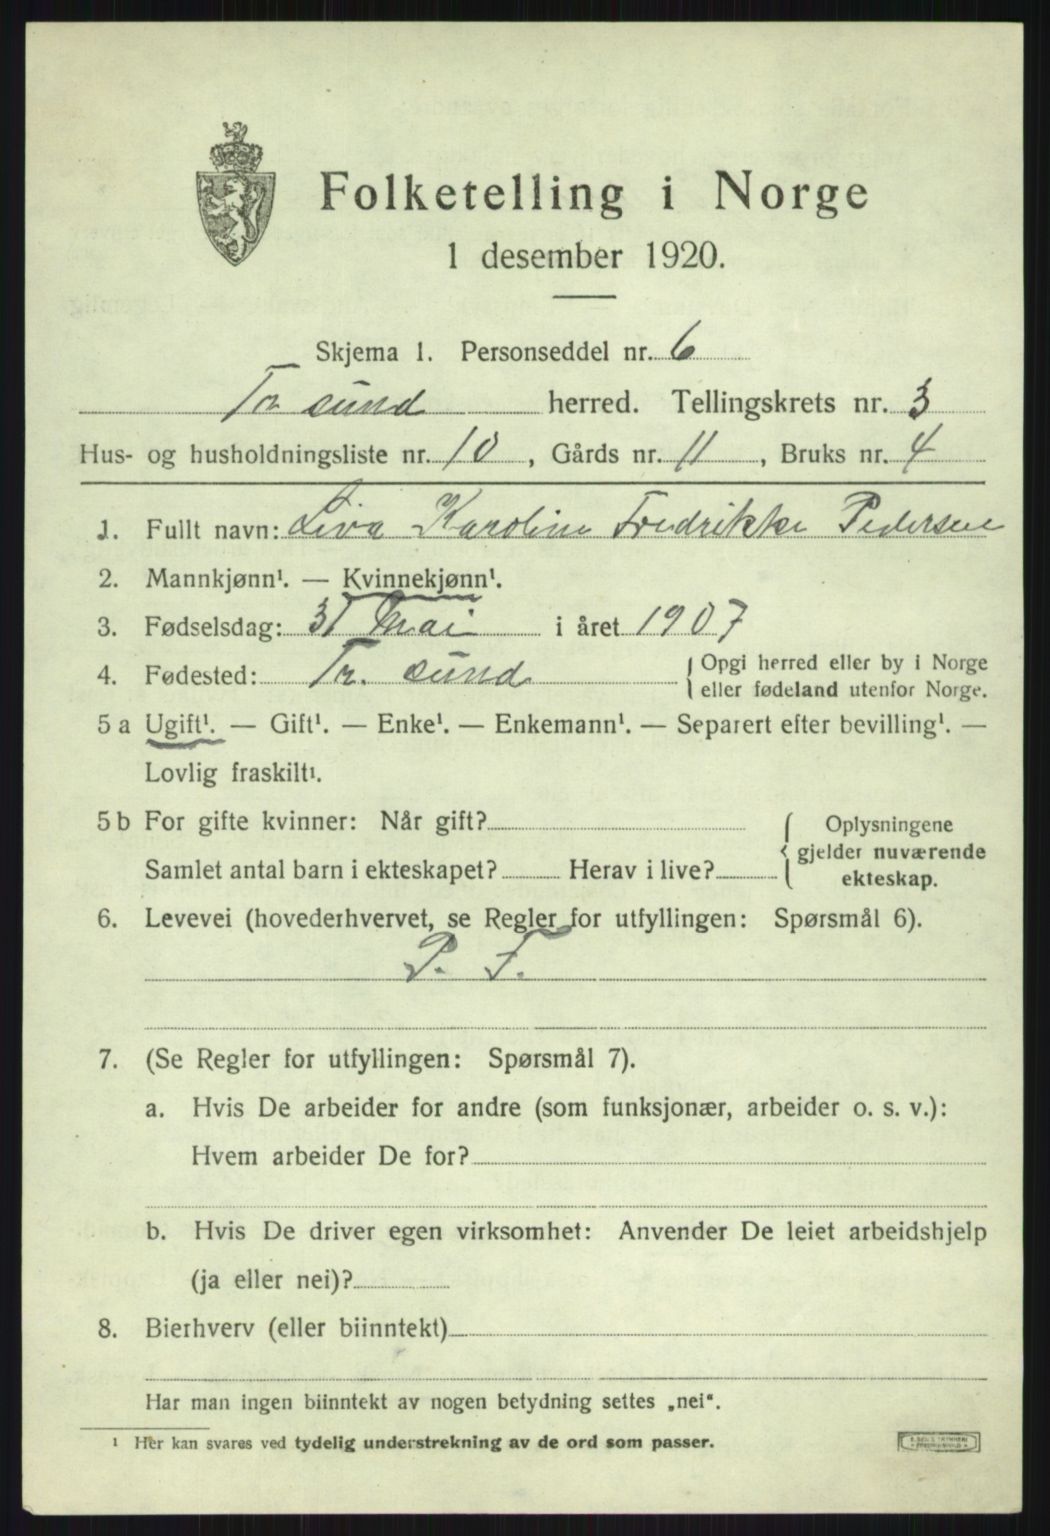 Folketelling i Norge
1 desember 1920.
Skjema 1. Personseddel nr. 6
Tr sund herred. Tellingskrets nr. 3
Hus- og husholdningsliste nr. 10, Gårds nr. 11, Bruks nr. 4
1. Fullt navn: Liva Karoline Fredrikke Pedersen
2. Mannkjønn¹. — Kvinnekjønn¹.
3. Fødselsdag: 31 Mai i året 1907
4. Fødested: Tr. sund { Opgi herred eller by i Norge
eller fødeland utenfor Norge.
5 a Ugift¹. — Gift¹. — Enke¹. — Enkemann¹. — Separert efter bevilling¹. —
Lovlig fraskilt¹.
5 b For gifte kvinner: Når gift?
Samlet antal barn i ekteskapet? Herav i live?
{ Oplysningene
gjelder nuværende
ekteskap.
6. Levevei (hovederhvervet, se Regler for utfyllingen: Spørsmål 6).
P. F.
7. (Se Regler for utfyllingen: Spørsmål 7).
a. Hvis De arbeider for andre (som funksjonær, arbeider o. s. v.):
Hvem arbeider De for?
b. Hvis De driver egen virksomhet: Anvender De leiet arbeidshjelp
(ja eller nei)?
8. Bierhverv (eller biinntekt)
Har man ingen biinntekt av nogen betydning settes „nei“.
¹ Her kan svares ved tydelig understrekning av de ord som passer.